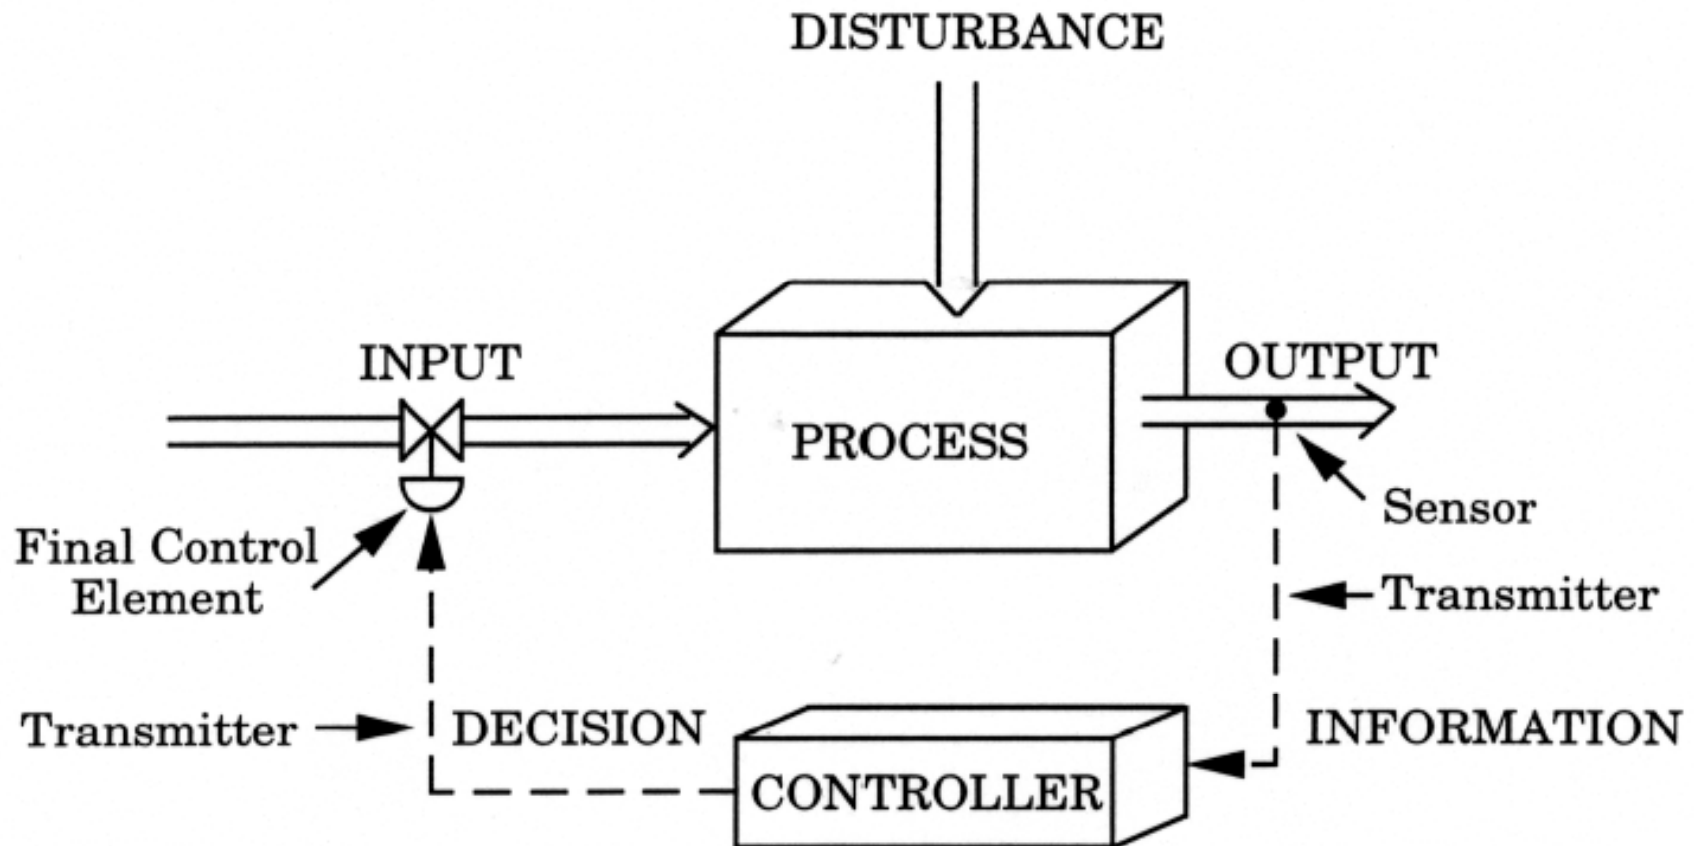 DISTURBANCE
INPUT
OUTPUT
PROCESS
Sensor
Final Control
Element
Transmitter
Transmitter
DECISION
INFORMATION
CONTROLLER